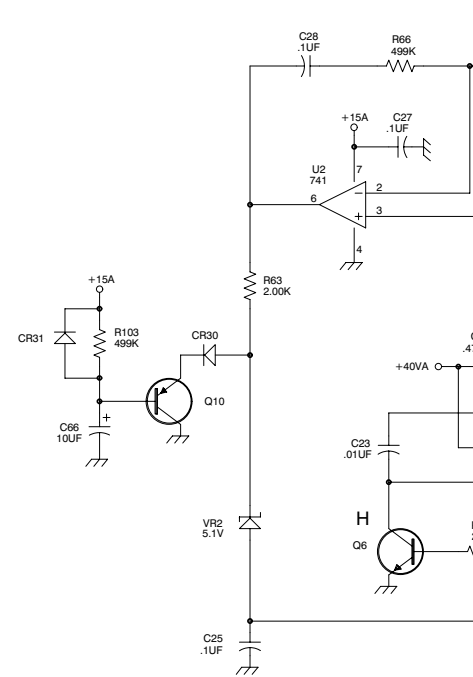 C28
.1UF
R66
499K
+15A
C27
.1UF
7
U2
741
2
6
3
4
R63
2.00K
+15A
CR31
R103
499K
CR30
+40VA
+
C66
10UF
Q10
C23
.01UF
H
VR2
5.1V
Q6
C25
.1UF